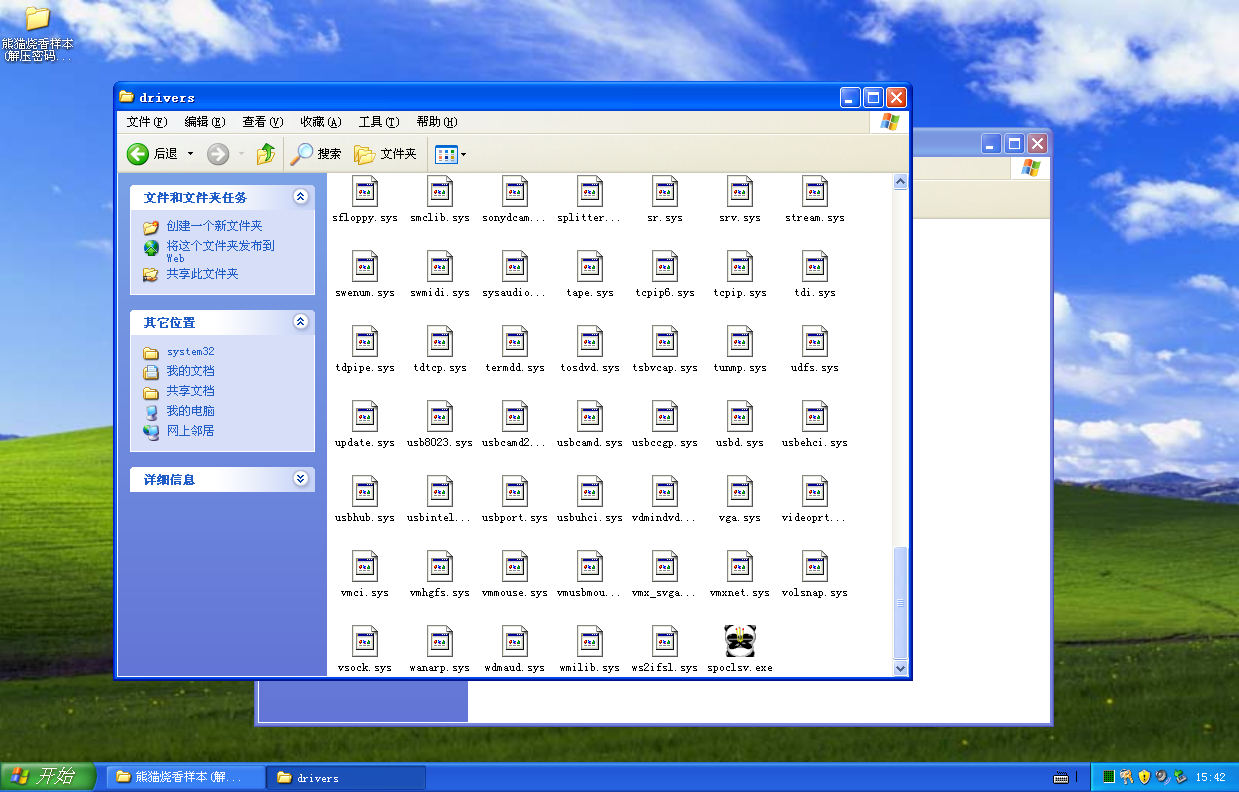 熊猫烧香样本
(解压密码...
drivers
文件(F) 编辑(E) 查看(V) 收藏(A) 工具(T) 帮助(H)
后退 搜索 文件夹
文件和文件夹任务
创建一个新文件夹
将这个文件夹发布到
Web
共享此文件夹
其它位置
system32
我的文档
共享文档
我的电脑
网上邻居
详细信息
sfloppy.sys smclib.sys sonydcam... splitter... sr.sys srv.sys stream.sys
swenum.sys swmidi.sys sysaudio... tape.sys tcpip6.sys tcpip.sys tdi.sys
tdpipe.sys tdtcp.sys termdd.sys tosdvd.sys tsbvcap.sys tunmp.sys udfs.sys
update.sys usb8023.sys usbcamd2... usbcamd.sys usbccgp.sys usbd.sys usbehci.sys
usbhub.sys usbintel... usbport.sys usbuhci.sys vdmindvd... vga.sys videoprt...
vmci.sys vmhgfs.sys vmmouse.sys vmusbmou... vmx_svga... vmxnet.sys volsnap.sys
vsock.sys wanarp.sys wdmaud.sys wmilib.sys ws2ifsl.sys spoclsv.exe
开始 熊猫烧香样本(解... drivers 15:42